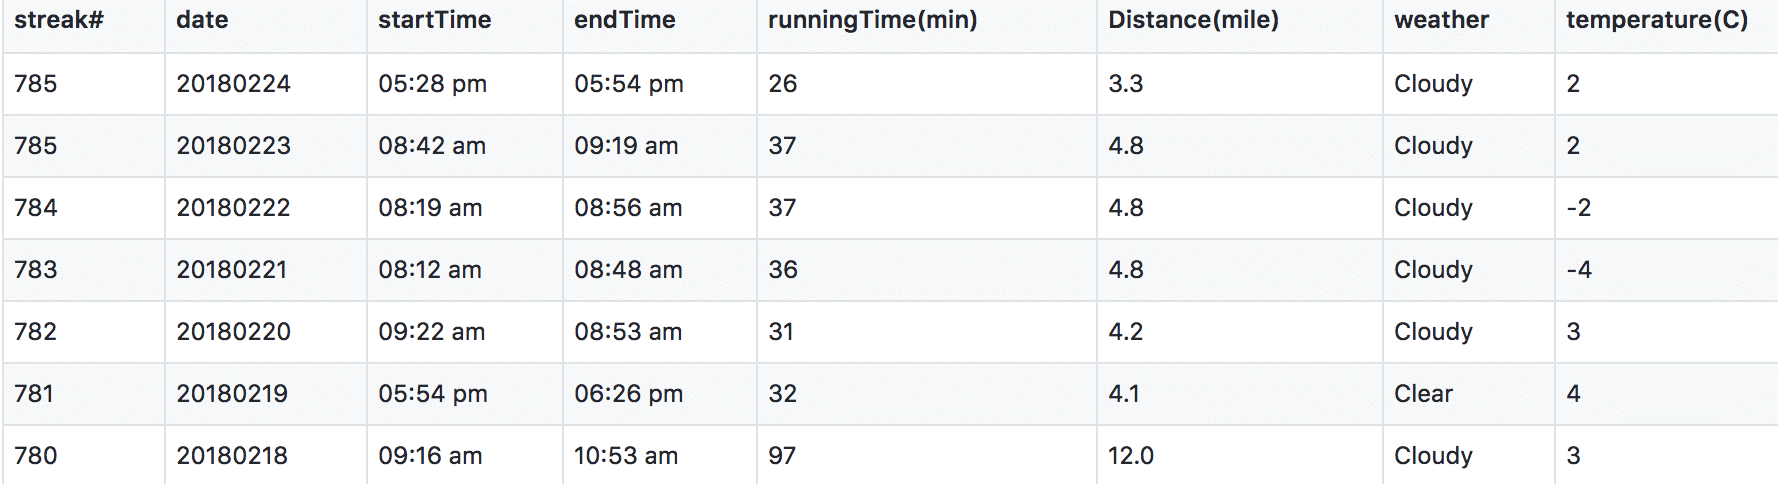 streak# date startTime endTime runningTime(min) Distance(mile) weather temperature(C)
785 20180224 05:28 pm 05:54 pm 26 3.3 Cloudy 2
785 20180223 08:42 am 09:19 am 37 4.8 Cloudy 2
784 20180222 08:19 am 08:56 am 37 4.8 Cloudy -2
783 20180221 08:12 am 08:48 am 36 4.8 Cloudy -4
782 20180220 09:22 am 08:53 am 31 4.2 Cloudy 3
781 20180219 05:54 pm 06:26 pm 32 4.1 Clear 4
780 20180218 09:16 am 10:53 am 97 12.0 Cloudy 3